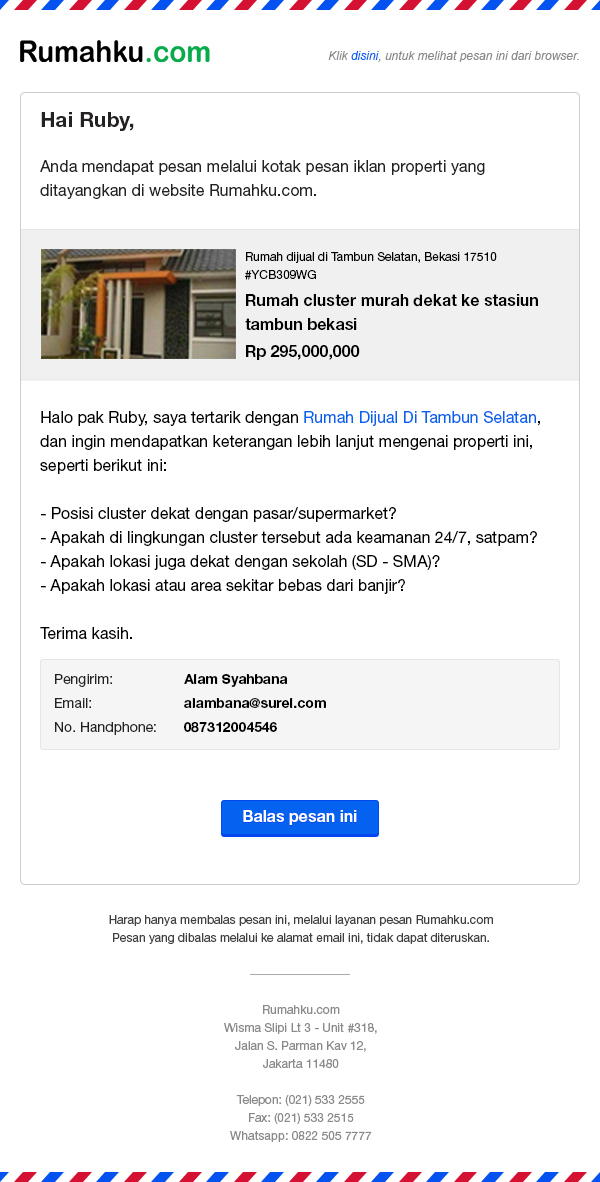 Rumahku.com
Klik disini, untuk melihat pesan ini dari browser.
Hai Ruby,
Anda mendapat pesan melalui kotak pesan iklan properti yang
ditayangkan di website Rumahku.com.
Rumah dijual di Tambun Selatan, Bekasi 17510
#YCB309WG
Rumah cluster murah dekat ke stasiun
tambun bekasi
Rp 295,000,000
Halo pak Ruby, saya tertarik dengan Rumah Dijual Di Tambun Selatan,
dan ingin mendapatkan keterangan lebih lanjut mengenai properti ini,
seperti berikut ini:
- Posisi cluster dekat dengan pasar/supermarket?
- Apakah di lingkungan cluster tersebut ada keamanan 24/7, satpam?
- Apakah lokasi juga dekat dengan sekolah (SD - SMA)?
- Apakah lokasi atau area sekitar bebas dari banjir?
Terima kasih.
Pengirim: Alam Syahbana
Email: alambana@surel.com
No. Handphone: 087312004546
Balas pesan ini
Harap hanya membalas pesan ini, melalui layanan pesan Rumahku.com
Pesan yang dibalas melalui ke alamat email ini, tidak dapat diteruskan.
Rumahku.com
Wisma Slipi Lt 3 - Unit #318,
Jalan S. Parman Kav 12,
Jakarta 11480
Telepon: (021) 533 2555
Fax: (021) 533 2515
Whatsapp: 0822 505 7777